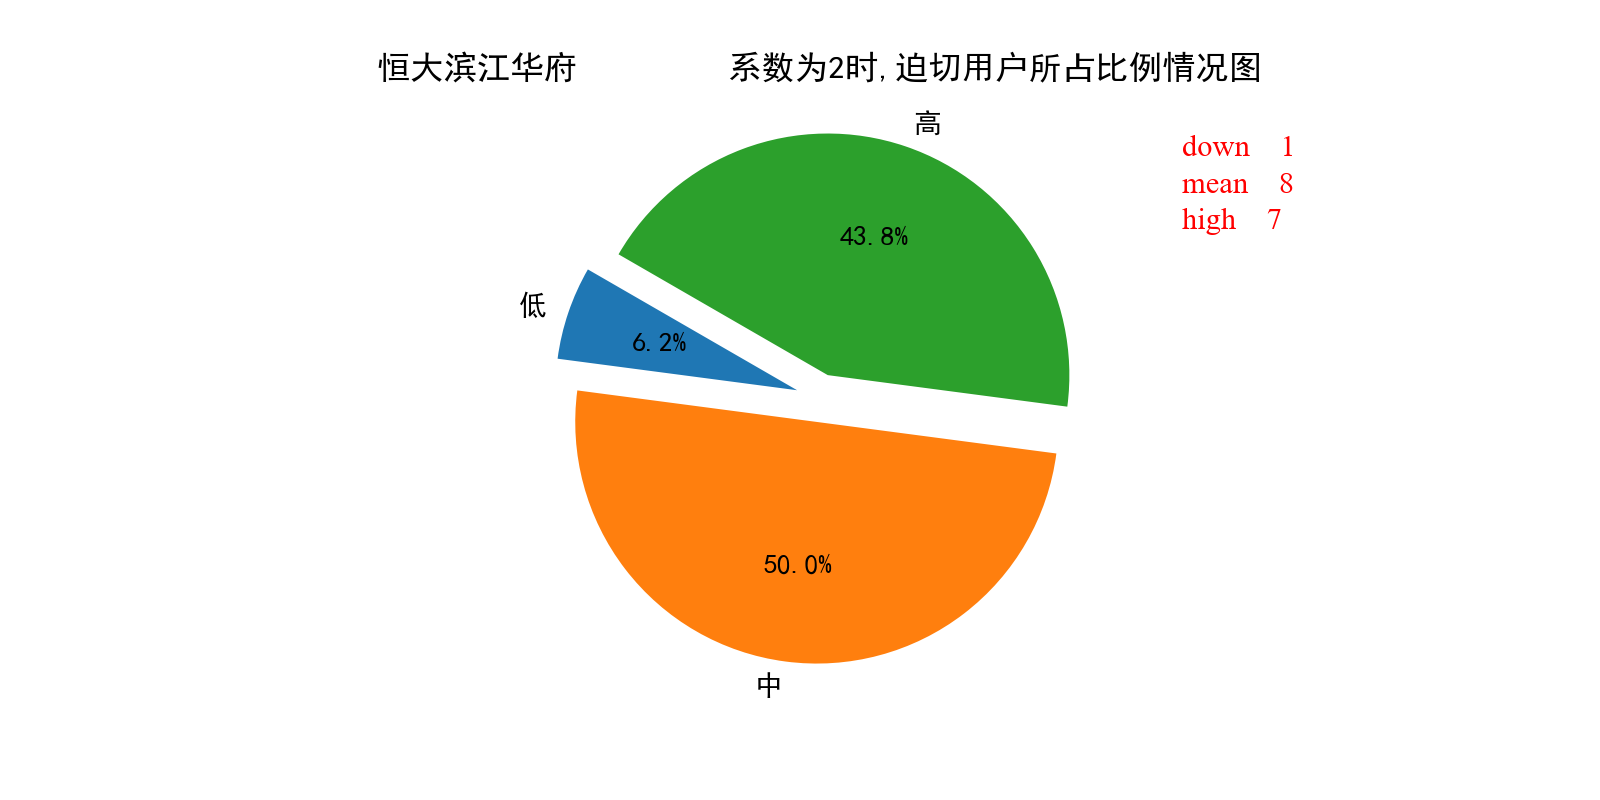 恒大滨江华府 系数为2时,迫切用户所占比例情况图
高
down 1
mean 8
high 7
43.8%
低
6.2%
50.0%
中